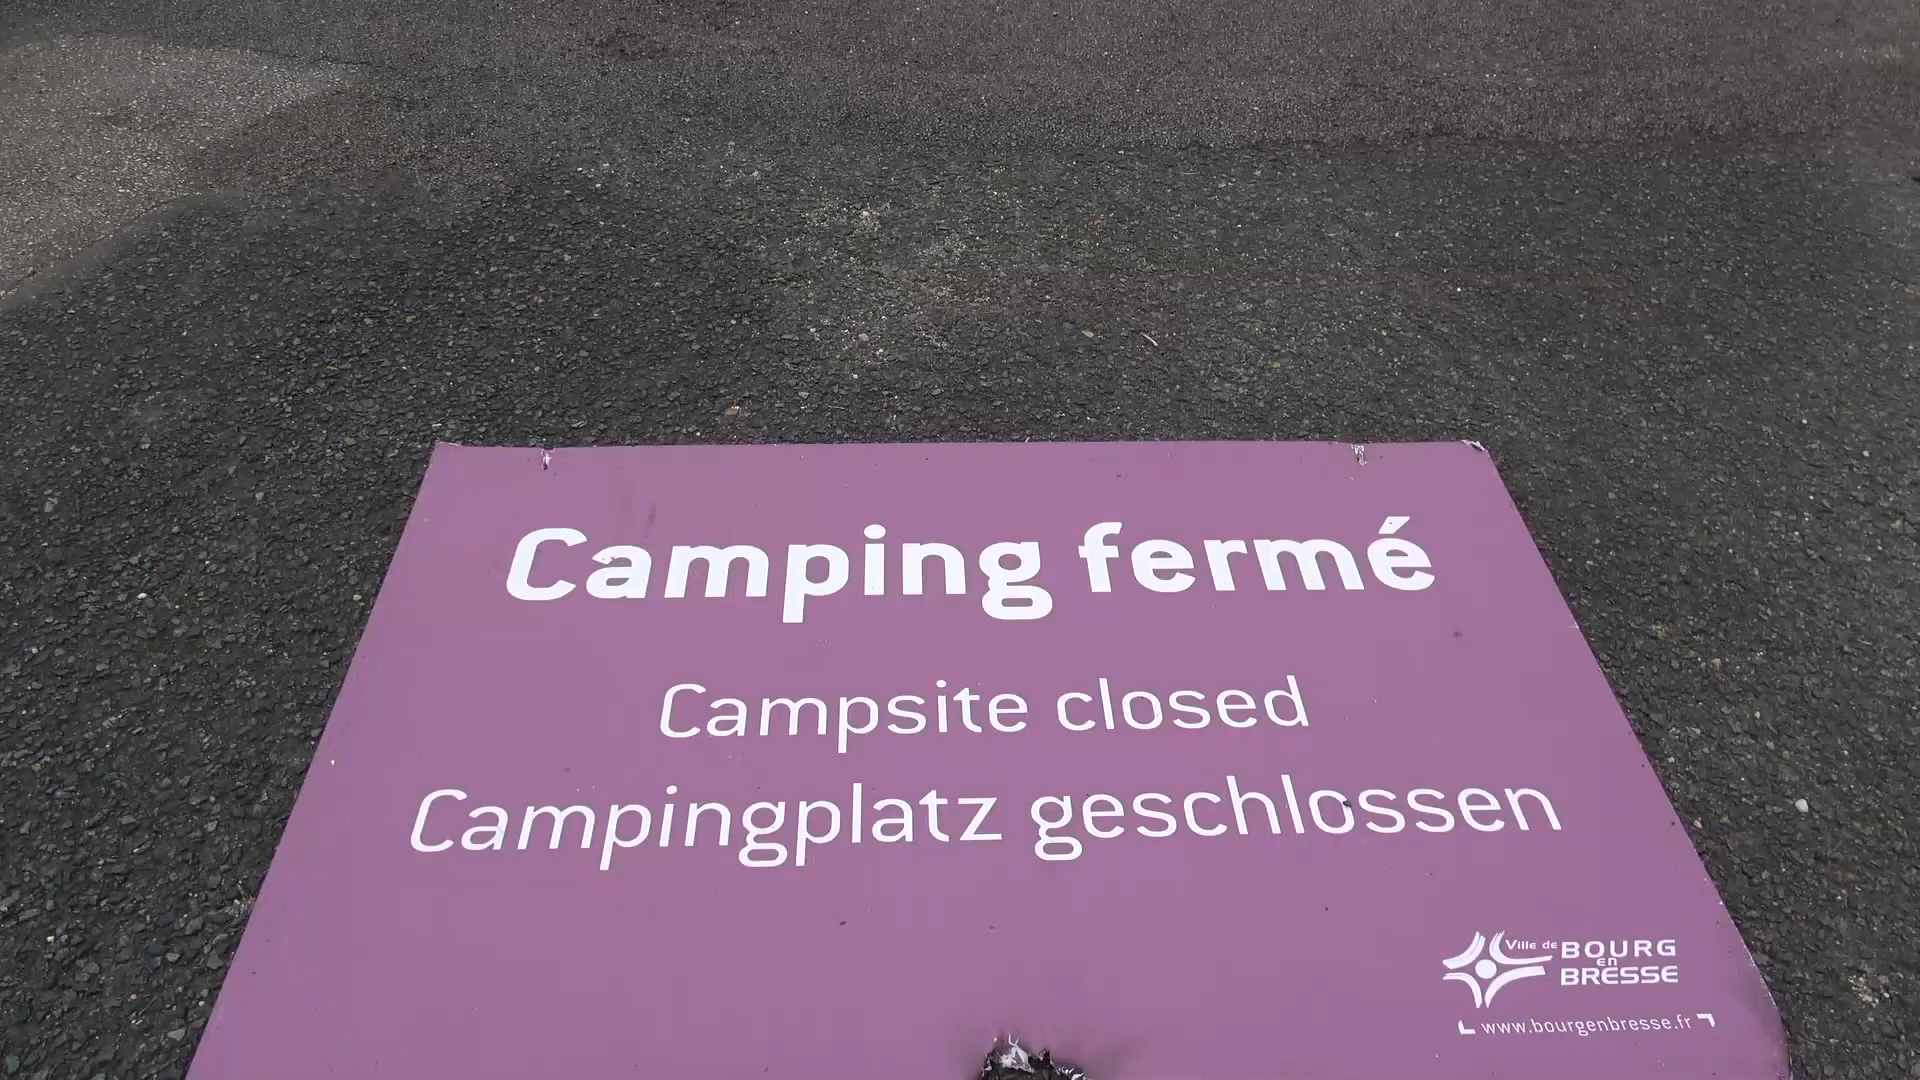 Camping fermé
Campsite closed
Campingplatz geschlossen
Ville de BOURG
en
BRESSE
www.bourgenbresse.fr